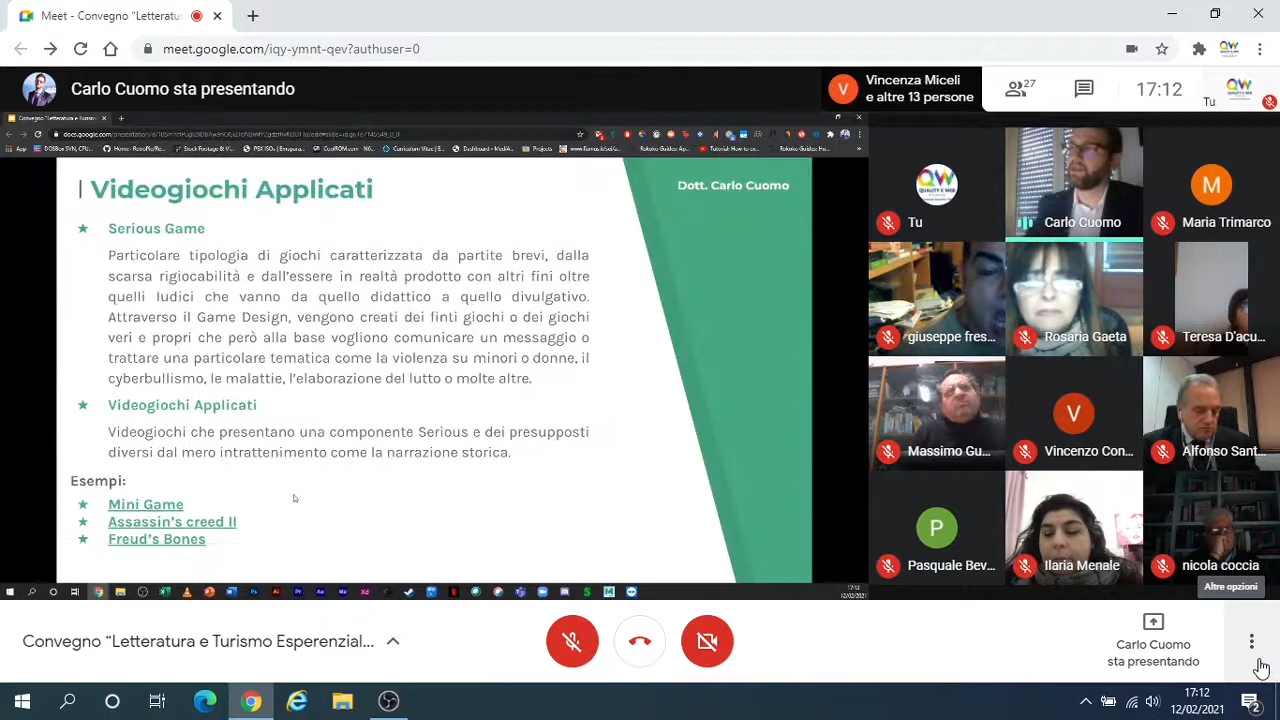 Meet - Convegno “Letteratu
meet.google.com/iqy-ymnt-qev?authuser=0
Carlo Cuomo sta presentando
V
Vincenza Miceli
e altre 13 persone
27
17:12
Tu
Videogiochi Applicati
Dott. Carlo Cuomo
Serious Game
Particolare tipologia di giochi caratterizzata da partite brevi, dalla
scarsa rigiocabilità e dall'essere in realtà prodotto con altri fini oltre
quelli ludici che vanno da quello didattico a quello divulgativo.
Attraverso il Game Design, vengono creati dei finti giochi o dei giochi
veri e propri che però alla base vogliono comunicare un messaggio o
trattare una particolare tematica come la violenza su minori o donne, il
cyberbullismo, le malattie, l'elaborazione del lutto o molte altre.
Videogiochi Applicati
Videogiochi che presentano una componente Serious e dei presupposti
diversi dal mero intrattenimento come la narrazione storica.
Esempi:
Mini Game
Assassin's creed II
Freud's Bones
QW
QUALITY E WEB
Tu
Carlo Cuomo
M
Maria Trimarco
giuseppe fres...
Rosaria Gaeta
Teresa D'acu...
Massimo Gu...
V
Vincenzo Con...
Alfonso Sant...
P
Pasquale Bev...
Ilaria Menale
nicola coccia
Altre opzioni
Convegno “Letteratura e Turismo Esperenzial...
Carlo Cuomo
sta presentando
17:12
12/02/2021
2